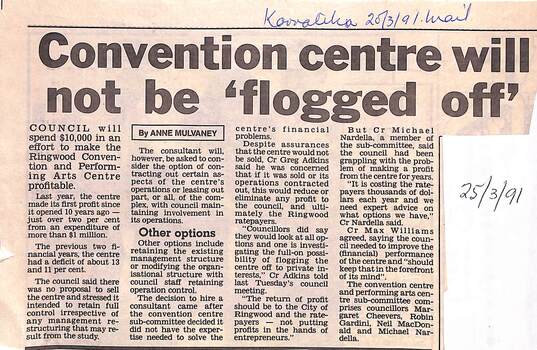 Karralika 25/3/91. Mail
Convention centre will
not be ‘flogged off’
COUNCIL will
spend $10,000 in an
effort to make the
Ringwood Conven-
tion and Perform-
ing Arts Centre
profitable.
Last year, the centre
made its first profit since
it opened 10 years ago —
just over two per cent
from an expenditure of
more than $1 million.
The previous two fi-
nancial years, the centre
had a deficit of about 13
and 11 per cent.
The council said there
was no proposal to sell
the centre and stressed it
intended to retain full
control irrespective of
any management re-
structuring that may re-
sult from the study.
By ANNE MULVANEY
The consultant will,
however, be asked to con-
sider the option of con-
tracting out certain as-
pects of the centre's
operations or leasing out
part, or all, of the com-
plex, with council main-
taining involvement in
its operations.
Other options
Other options include
retaining the existing
management structure
or modifying the
organisational structure
with council staff retaining
operation control.
The decision to hire a
consultant came after
the convention centre
sub-committee decided it
did not have the exper-
tise needed to solve the
centre's financial
problems.
Despite assurances
that the centre would not
be sold, Cr Greg Adkins
said he was concerned
that if it was sold or its
operations contracted
out, this would reduce or
eliminate any profit to
the council, and ulti-
mately the Ringwood
ratepayers.
“Councillors did say
they would look at all op-
tions and one is investi-
gating the full-on possi-
bility of flogging the
centre off to private in-
terests,” Cr Adkins told
last Tuesday's council
meeting.
“The return of profit
should be to the City of
Ringwood and the rate-
payers — not putting
profits in the hands of
entrepreneurs.”
But Cr Michael
Nardella, a member of
the sub-committee, said
the council had been
grappling with the prob-
lem of making a profit
from the centre for years.
“It is costing the rate-
payers thousands of dol-
lars each year and we
need expert advice on
what options we have,”
Cr Nardella said.
Cr Max Williams
agreed, saying the coun-
cil needed to improve the
(financial) performance
of the centre and “should
keep that in the forefront
of its mind”.
The convention centre
and performing arts cen-
tre sub-committee com-
prises councillors Mar-
garet Cheevers, Robin
Gardini, Neil MacDon-
ald and Michael Nar-
della.
25/3/91